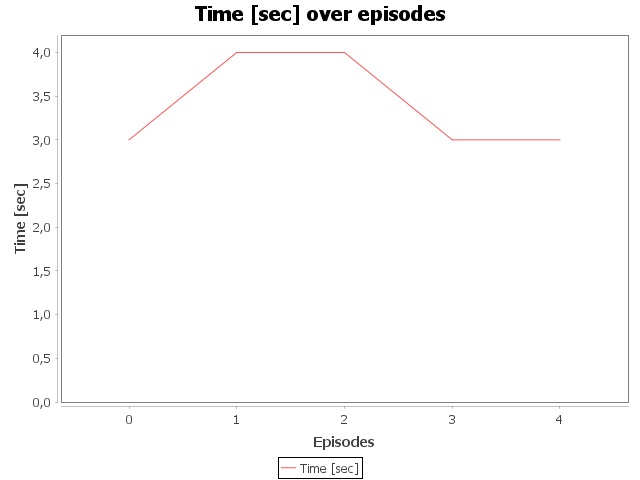 Time [sec] over episodes
4,0
3,5
3,0
2,5
2,0
1,5
1,0
0,5
0,0
Time [sec]
0 1 2 3 4
Episodes
Time [sec]